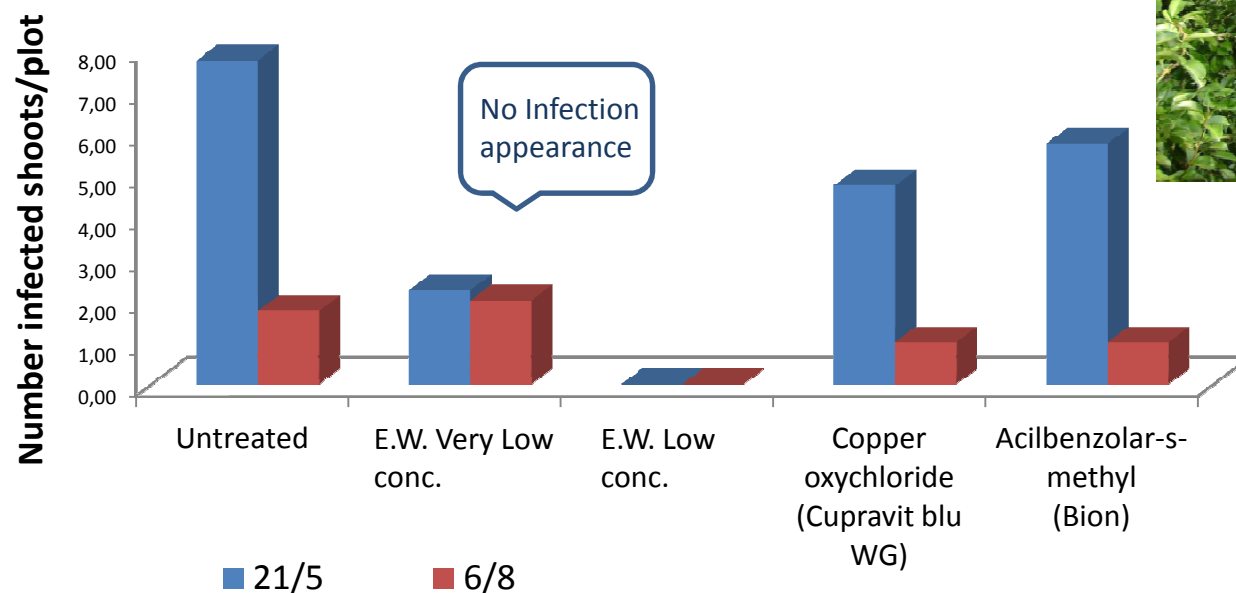 Number infected shoots/plot
8,00
7,00
6,00
5,00
4,00
3,00
2,00
1,00
0,00
No Infection
appearance
Untreated
E.W. Very Low
conc.
E.W. Low
conc.
Copper
oxychloride
(Cupravit blu
WG)
Acilbenzolar-s-
methyl
(Bion)
21/5
6/8